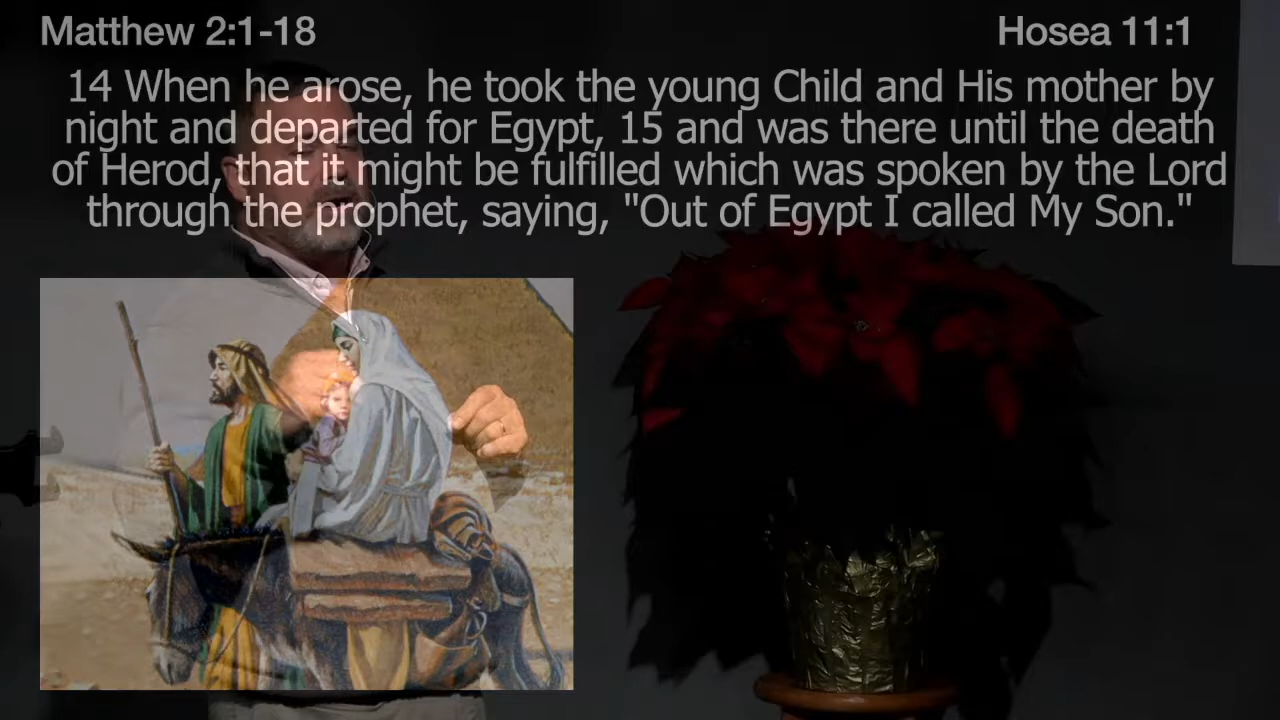 Matthew 2:1-18
Hosea 11:1
14 When he arose, he took the young Child and His mother by
night and departed for Egypt, 15 and was there until the death
of Herod, that it might be fulfilled which was spoken by the Lord
through the prophet, saying, "Out of Egypt I called My Son."